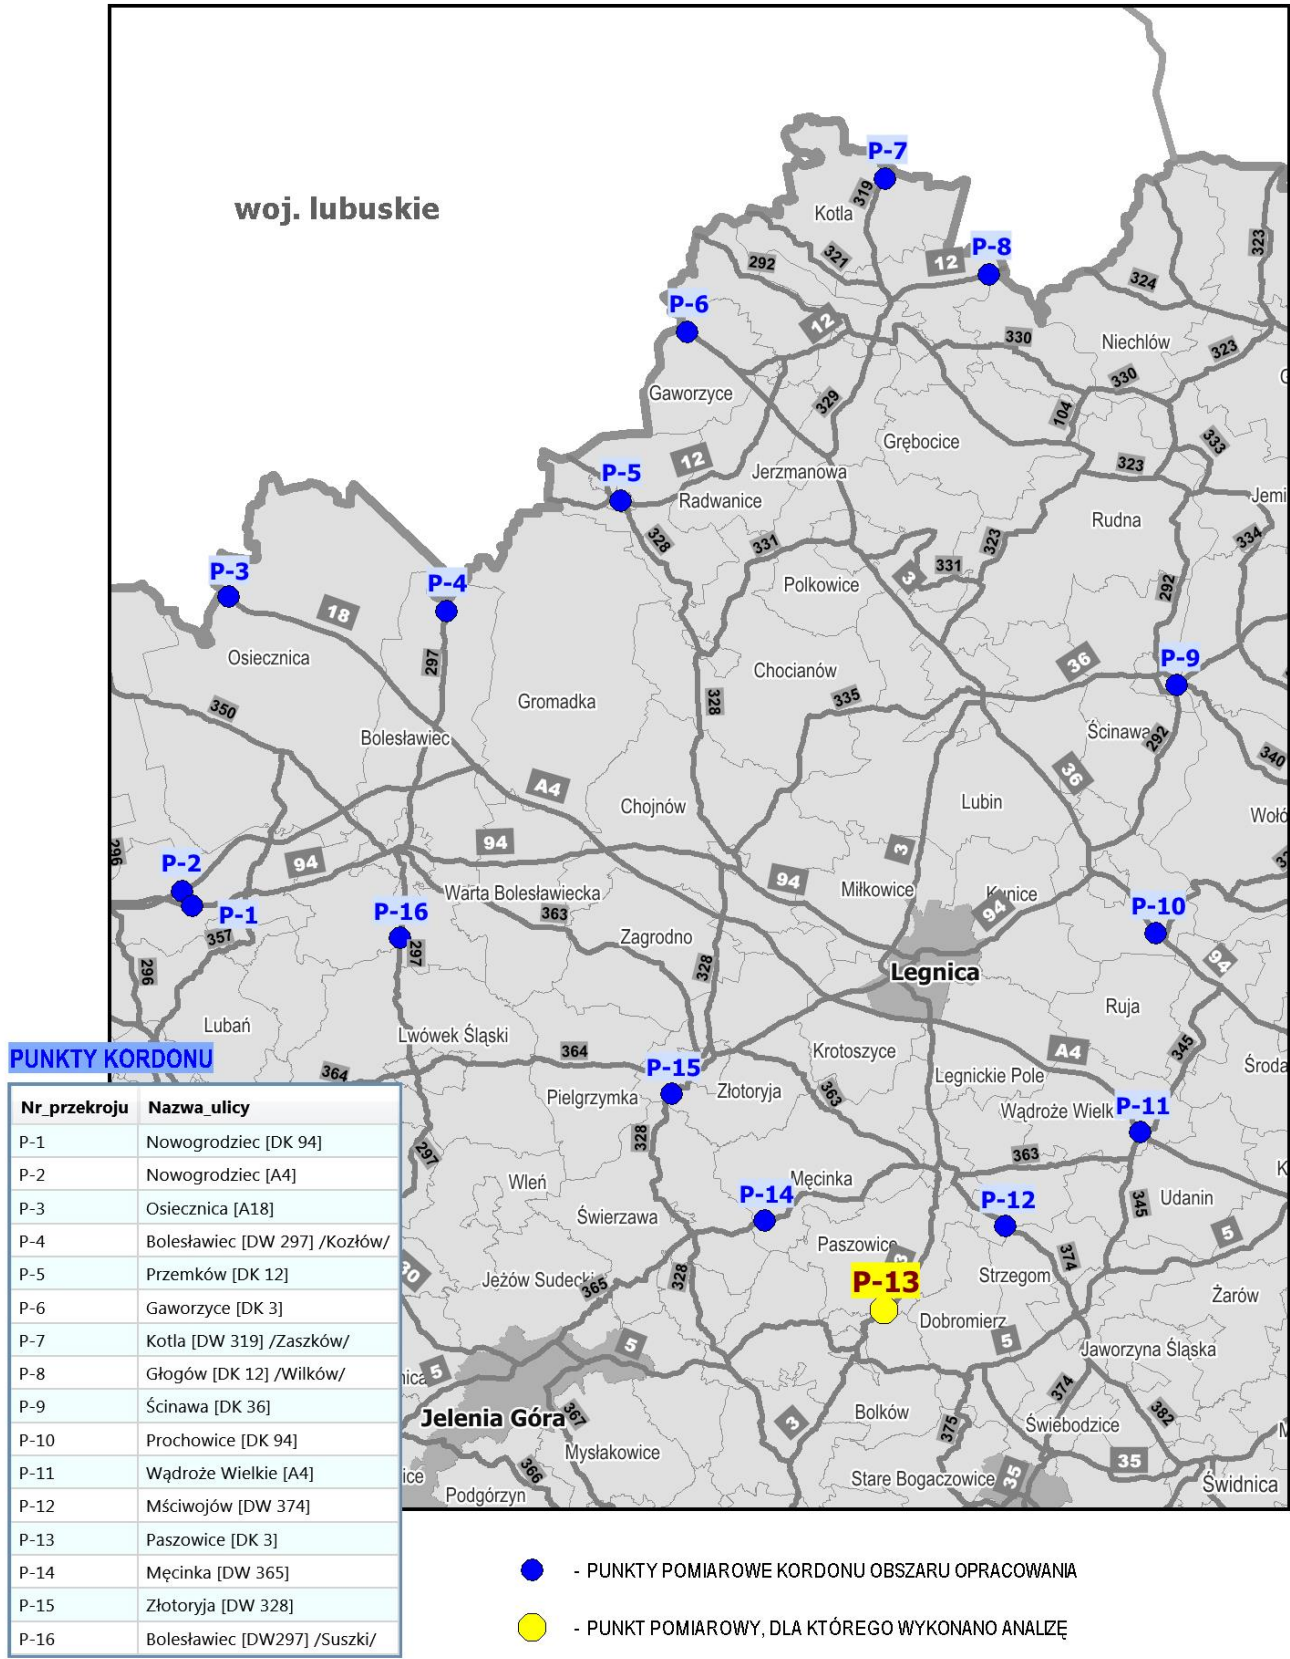 P-7
319
Kotla
woj. lubuskie
P-8
12
323
321
292
324
P-6
12
330
Niechlów
323
330
Gaworzyce
329
104
Grębocice
333
12
Jerzmanowa
323
P-5
Radwanice
Jemi
Rudna
328
331
323
334
P-3
331
P-4
3
Polkowice
292
18
36
P-9
297
Osiecznica
Chocianów
328
335
350
Gromadka
Ścinawa
292
Bolesławiec
340
36
A4
Chojnów
Lubin
Wołó
94
3
296
P-2
94
94
Miłkowice
Kunice
Warta Bolesławiecka
94
P-16
363
P-10
P-1
357
297
Zagrodno
94
328
Legnica
296
Ruja
Lubań
Lwówek Śląski
345
PUNKTY KORDONU
364
Krotoszyce
A4
364
P-15
Środa
Legnickie Pole
Pielgrzymka
Złotoryja
363
Wądroże Wielk
P-11
328
297
363
Wleń
Męcinka
P-14
P-12
Udanin
345
Świerzawa
5
Paszowice
374
3
30
Jeżów Sudecki
365
328
P-13
Strzegom
Żarów
Dobromierz
5
5
5
Jaworzyna Śląska
374
Jelenia Góra
367
3
Bolków
375
Świebodzice
382
Mysłakowice
366
Stare Bogaczowice
35
35
Świdnica
Podgórzyn
Nr_przekroju Nazwa_ulicy
P-1 Nowogrodziec [DK 94]
P-2 Nowogrodziec [A4]
P-3 Osiecznica [A18]
P-4 Bolesławiec [DW 297] /Kozłów/
P-5 Przemków [DK 12]
P-6 Gaworzyce [DK 3]
P-7 Kotla [DW 319] /Zaszków/
P-8 Głogów [DK 12] /Wilków/
P-9 Ścinawa [DK 36]
P-10 Prochowice [DK 94]
P-11 Wądroże Wielkie [A4]
P-12 Mściwojów [DW 374]
P-13 Paszowice [DK 3]
P-14 Męcinka [DW 365]
P-15 Złotoryja [DW 328]
P-16 Bolesławiec [DW297] /Suszki/
- PUNKTY POMIAROWE KORDONU OBSZARU OPRACOWANIA
- PUNKT POMIAROWY, DLA KTÓREGO WYKONANO ANALIZĘ